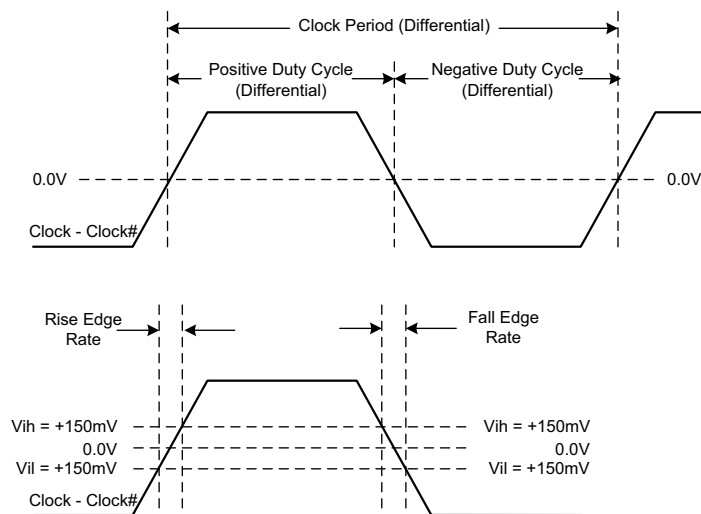 Clock Period (Differential)
Positive Duty Cycle
(Differential)
Negative Duty Cycle
(Differential)
0.0V
0.0V
Clock - Clock#
Rise Edge
Rate
Fall Edge
Rate
Vih = +150mV
Vih = +150mV
0.0V
0.0V
Vil = +150mV
Vil = +150mV
Clock - Clock#